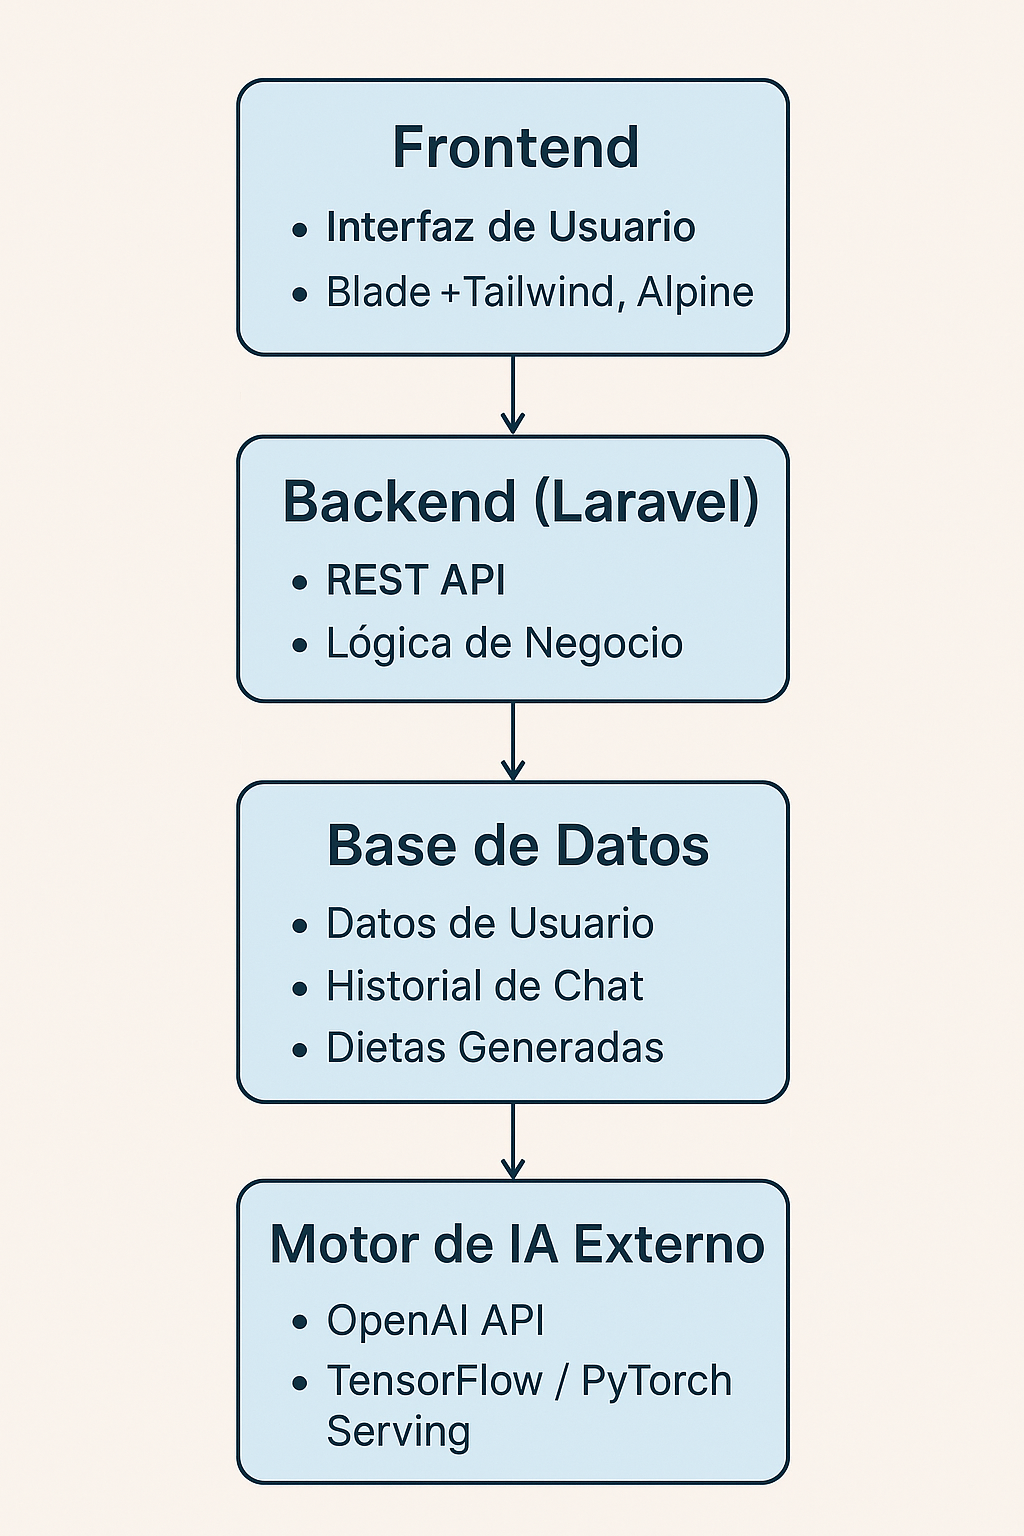 Frontend
• Interfaz de Usuario
• Blade +Tailwind, Alpine
Backend (Laravel)
• REST API
• Lógica de Negocio
Base de Datos
• Datos de Usuario
• Historial de Chat
• Dietas Generadas
Motor de IA Externo
• OpenAI API
• TensorFlow / PyTorch
Serving